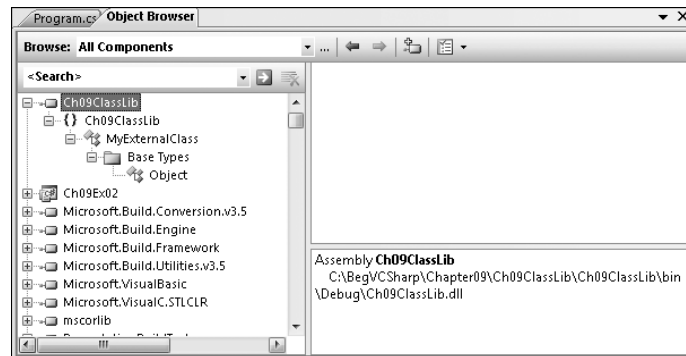 Program.cs Object Browser
Browse: All Components ...
<Search>
Ch09ClassLib
{} Ch09ClassLib
MyExternalClass
Base Types
Object
Ch09Ex02
Microsoft.Build.Conversion.v3.5
Microsoft.Build.Engine
Microsoft.Build.Framework
Microsoft.Build.Utilities.v3.5
Microsoft.VisualBasic
Microsoft.VisualC.STLCLR
mscorlib
Assembly Ch09ClassLib
C:\BegVCSharp\Chapter09\Ch09ClassLib\Ch09ClassLib\bin
\Debug\Ch09ClassLib.dll